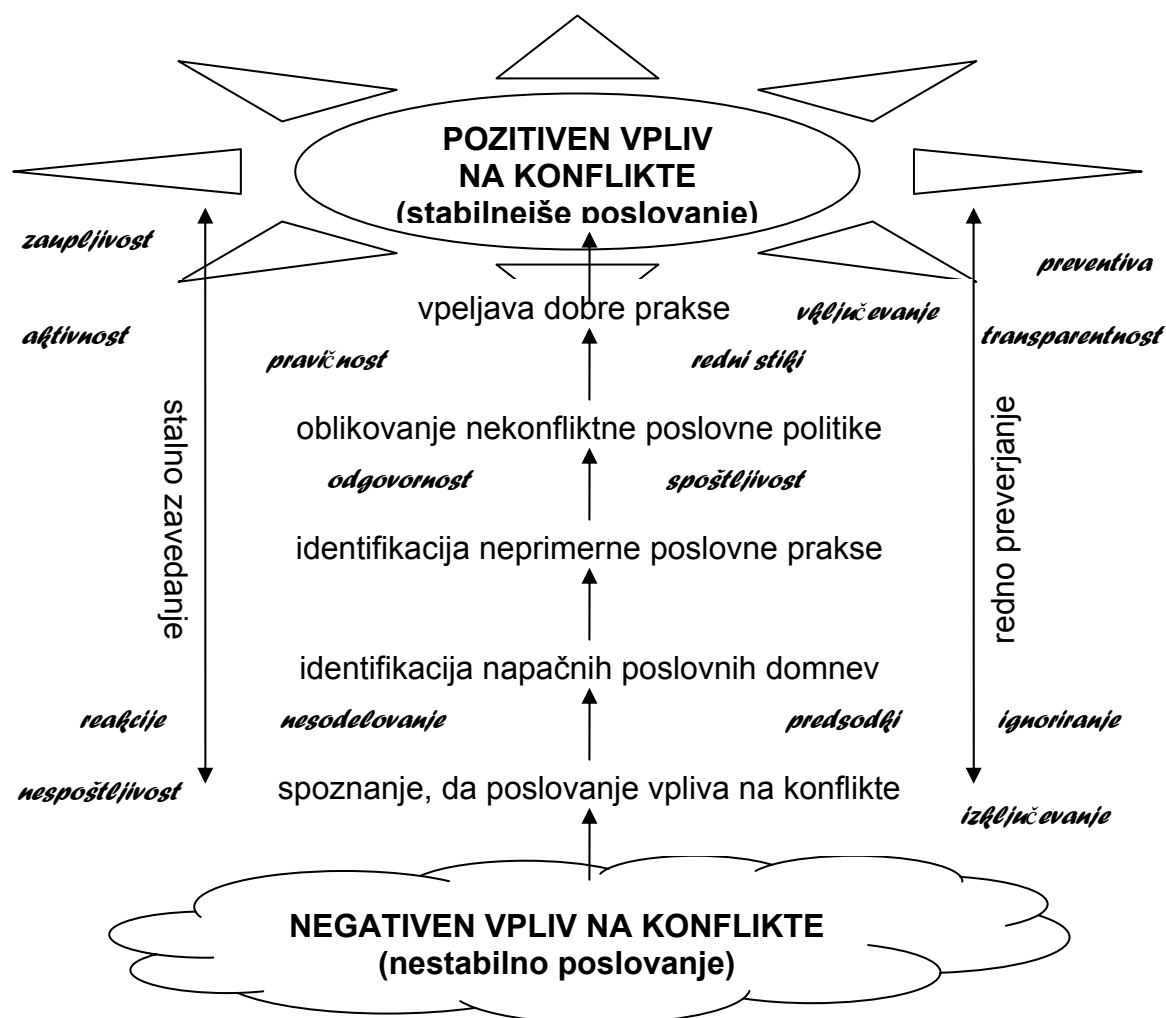 POZITIVEN VPLIV
NA KONFLIKTE
(stabilnejše poslovanje)
zaupljivost
preventiva
vpeljava dobre prakse
vključevanje
aktivnost
transparentnost
pravičnost
redni stiki
stalno zavedanje
redno preverjanje
oblikovanje nekonfliktne poslovne politike
odgovornost
spoštljivost
identifikacija neprimerne poslovne prakse
identifikacija napačnih poslovnih domnev
reakcije
nesodelovanje
predsodki
ignoriranje
nespoštljivost
spoznanje, da poslovanje vpliva na konflikte
izključevanje
NEGATIVEN VPLIV NA KONFLIKTE
(nestabilno poslovanje)